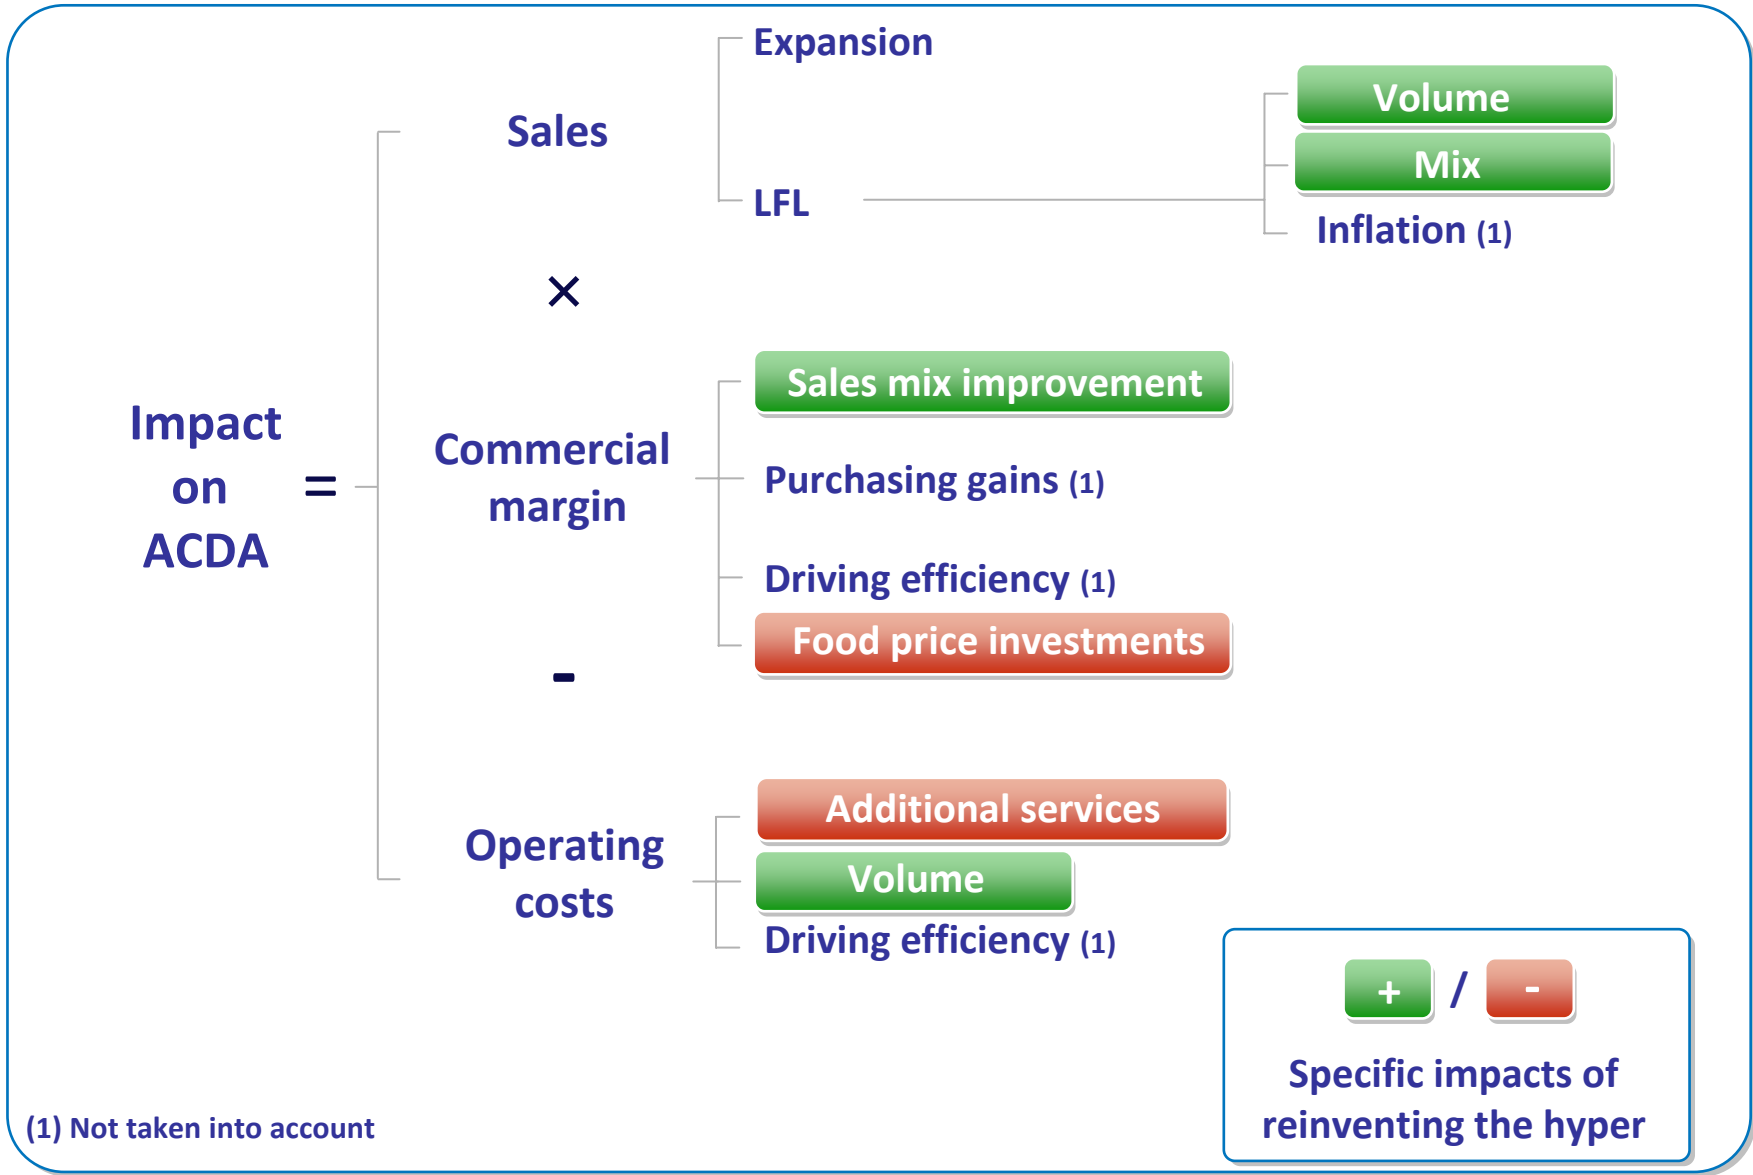 Expansion
Volume
Sales
Mix
LFL
Inflation (1)
×
Sales mix improvement
Impact
on
ACDA
=
Commercial
margin
Purchasing gains (1)
Driving efficiency (1)
Food price investments
-
Additional services
Operating
costs
Volume
Driving efficiency (1)
+ / -
Specific impacts of
reinventing the hyper
(1) Not taken into account